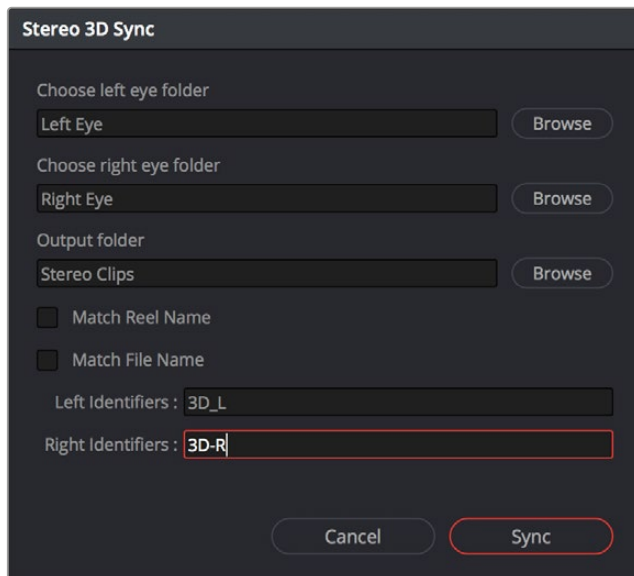 Stereo 3D Sync
Choose left eye folder
Left Eye
Browse
Choose right eye folder
Right Eye
Browse
Output folder
Stereo Clips
Browse
Match Reel Name
Match File Name
Left Identifiers : 3D_L
Right Identifiers : 3D-R
Cancel
Sync